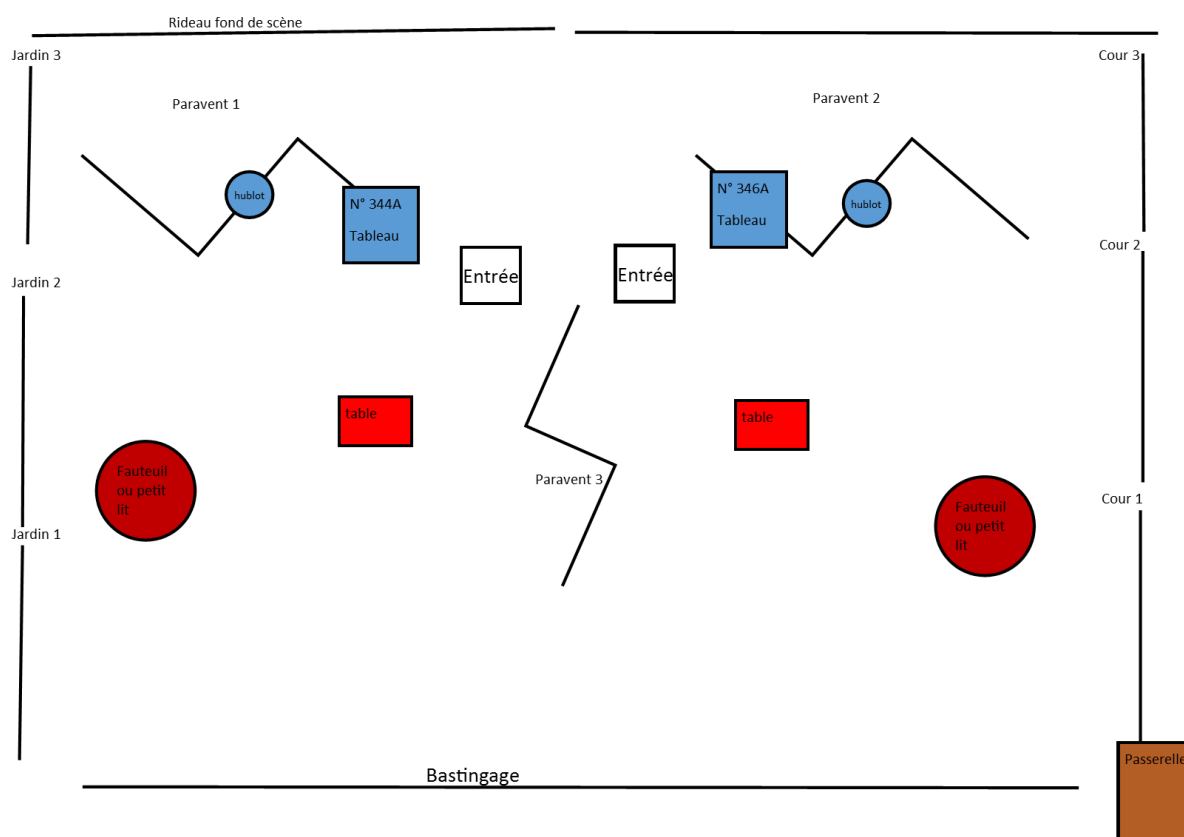 Rideau fond de scène
Jardin 3
Cour 3
Paravent 1
Paravent 2
hublot
N° 344A
Tableau
N° 346A
Tableau
hublot
Cour 2
Entrée
Entrée
Jardin 2
table
table
Fauteuil
ou petit
lit
Paravent 3
Cour 1
Fauteuil
ou petit
lit
Jardin 1
Passerelle
Bastingage